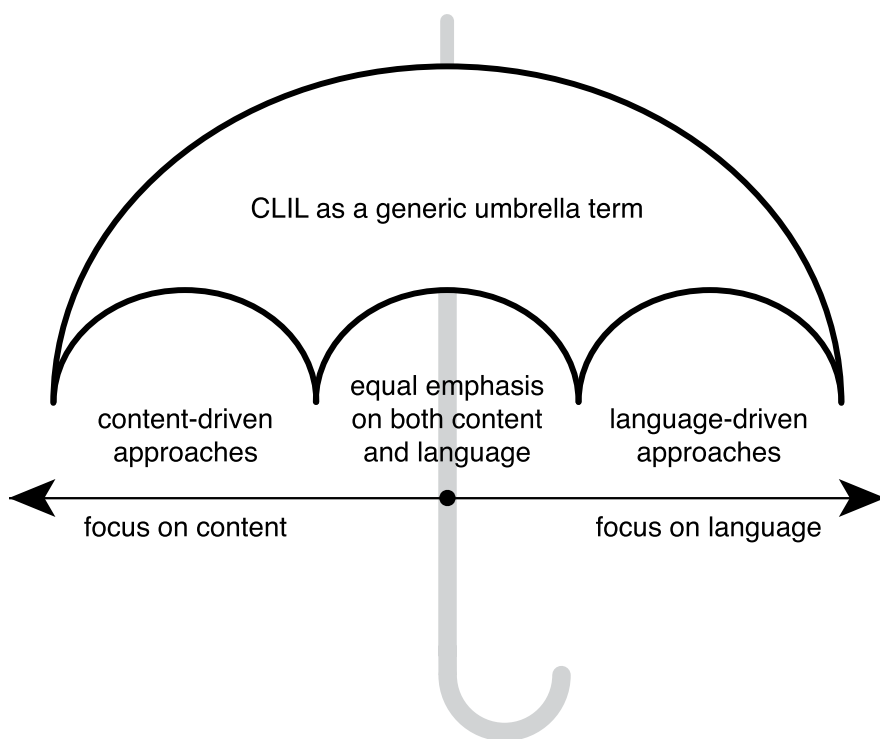 CLIL as a generic umbrella term
content-driven
approaches
equal emphasis
on both content
and language
language-driven
approaches
focus on content
focus on language